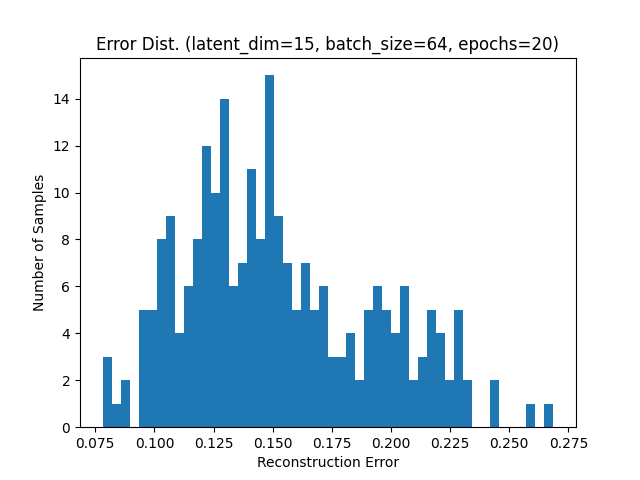 Error Dist. (latent_dim=15, batch_size=64, epochs=20)
14
12
10
8
6
4
2
0
Number of Samples
0.075 0.100 0.125 0.150 0.175 0.200 0.225 0.250 0.275
Reconstruction Error